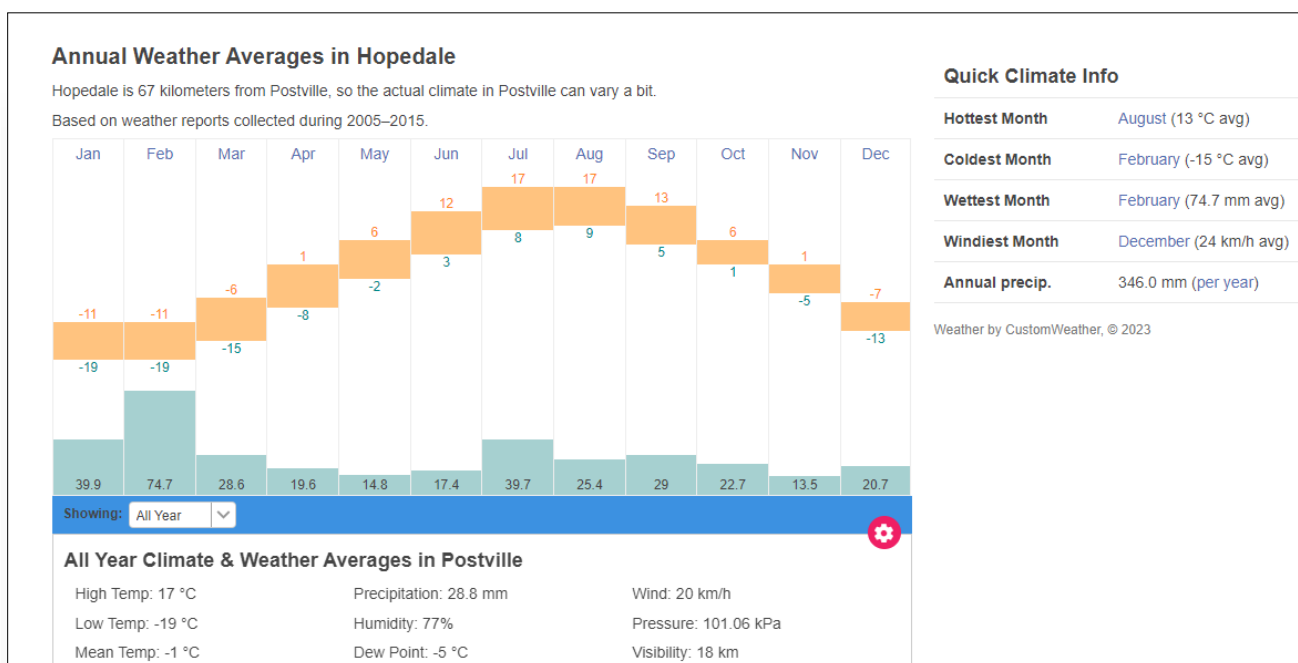 Annual Weather Averages in Hopedale
Hopedale is 67 kilometers from Postville, so the actual climate in Postville can vary a bit.
Based on weather reports collected during 2005–2015.
Jan Feb Mar Apr May Jun Jul Aug Sep Oct Nov Dec
-11 -11 -6 1 6 12 17 17 13 6 1 -7
-19 -19 -15 -8 -2 3 8 9 5 1 -5 -13
39.9 74.7 28.6 19.6 14.8 17.4 39.7 25.4 29 22.7 13.5 20.7
Showing: All Year
All Year Climate & Weather Averages in Postville
High Temp: 17 °C Precipitation: 28.8 mm Wind: 20 km/h
Low Temp: -19 °C Humidity: 77% Pressure: 101.06 kPa
Mean Temp: -1 °C Dew Point: -5 °C Visibility: 18 km
Quick Climate Info
Hottest Month August (13 °C avg)
Coldest Month February (-15 °C avg)
Wettest Month February (74.7 mm avg)
Windiest Month December (24 km/h avg)
Annual precip. 346.0 mm (per year)
Weather by CustomWeather, © 2023